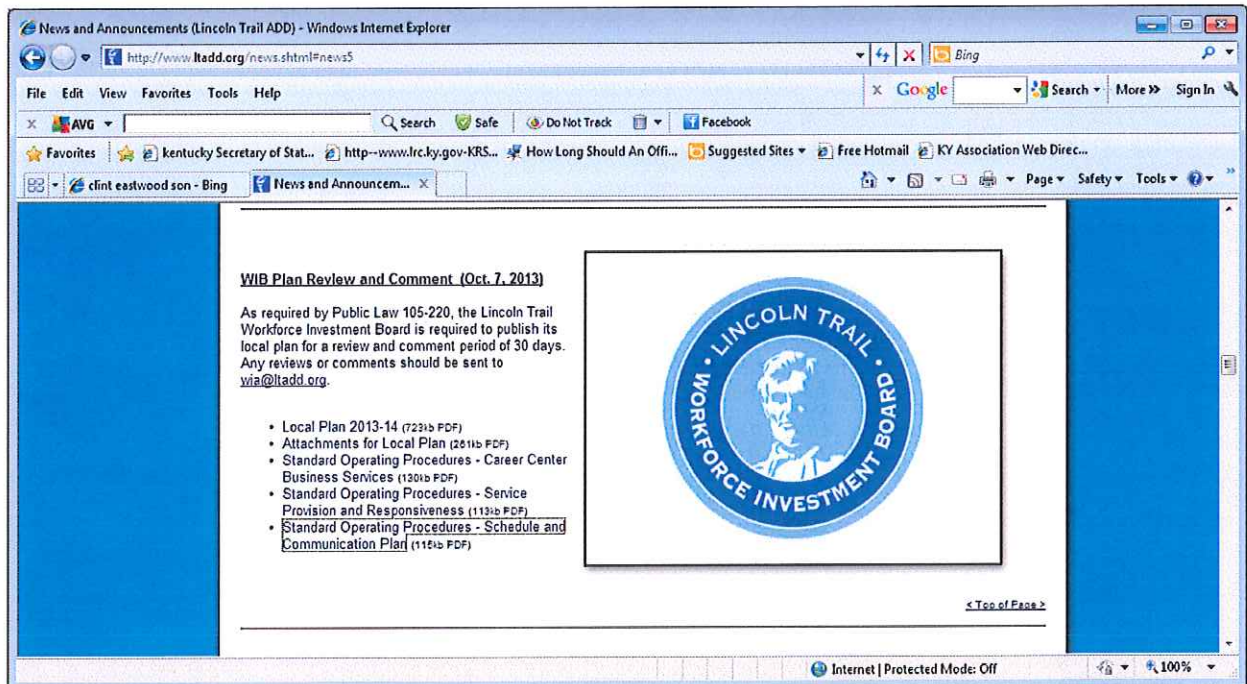 News and Announcements (Lincoln Trail ADD) - Windows Internet Explorer
http://www.ltadd.org/news.shtml#news5
Bing
File Edit View Favorites Tools Help
x Google Search More >> Sign In
x AVG Search Safe Do Not Track Facebook
Favorites kentucky Secretary of Stat... http--www.lrc.ky.gov-KRS... How Long Should An Offi... Suggested Sites Free Hotmail KY Association Web Direc...
clint eastwood son - Bing News and Announcem... X Page Safety Tools
WIB Plan Review and Comment (Oct. 7, 2013)
As required by Public Law 105-220, the Lincoln Trail
Workforce Investment Board is required to publish its
local plan for a review and comment period of 30 days.
Any reviews or comments should be sent to
wia@ltadd.org.
• Local Plan 2013-14 (723kb PDF)
• Attachments for Local Plan (261kb PDF)
• Standard Operating Procedures - Career Center
Business Services (130kb PDF)
• Standard Operating Procedures - Service
Provision and Responsiveness (113kb PDF)
• Standard Operating Procedures - Schedule and
Communication Plan (115kb PDF)
• LINCOLN TRAIL •
WORKFORCE INVESTMENT BOARD
< Top of Page >
Internet | Protected Mode: Off 100%